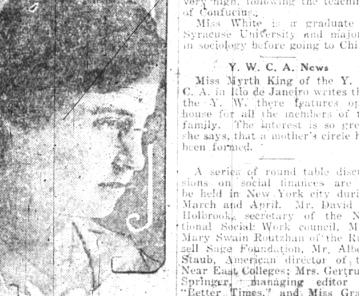 very high, following the teachin
of Confucius.
Miss White is a graduate
Syracuse University and major
in sociology before going to Chi
Y. W. C. A. News
Miss Myrth King of the Y.
C. A. in Rio de Janeiro writes th
the Y. W. there features op
house for all the members of t
family. The interest is so gre
she says, that a mother's circle h
been formed.
A series of round table discu
sions on social finances are
be held in New York city duri
March and April. Mr. David
Holbrook, secretary of the N
tional Social Work council, M
Mary Swain Routzhan of the Ru
sell Sage Foundation, Mr. Albe
Staub, American director of t
Near East Colleges; Mrs. Gertru
Springer, managing editor
"Better Times," and Miss Gra